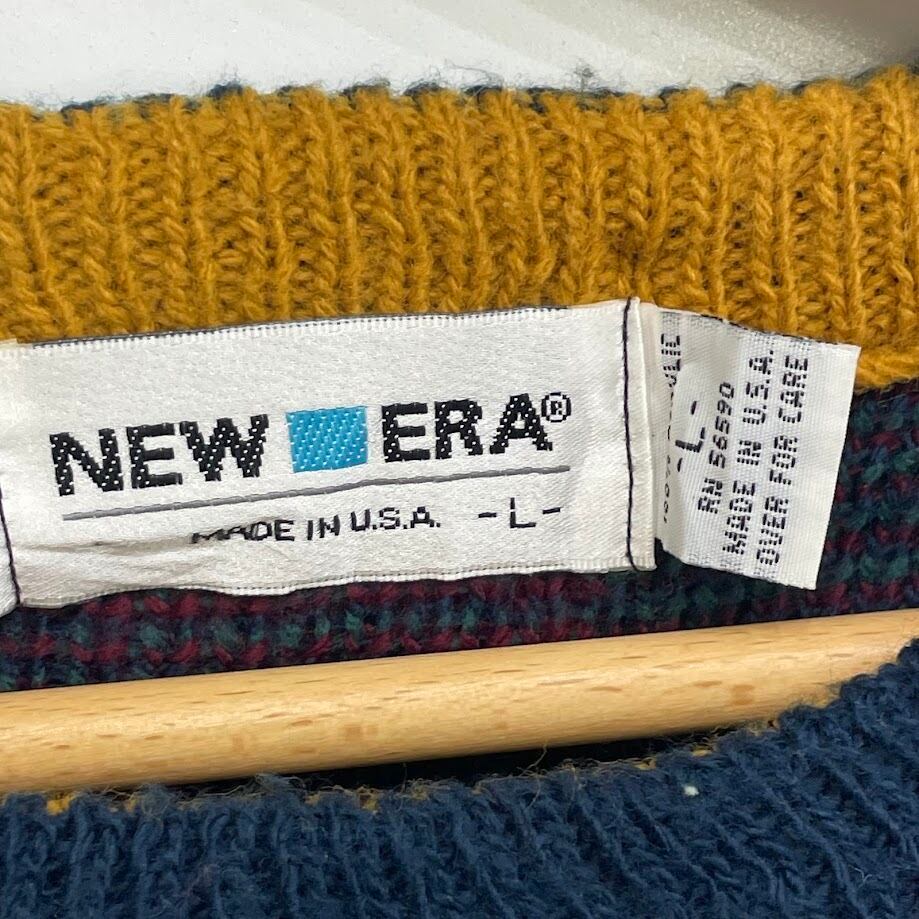 NEW ERA®
MADE IN U.S.A. -L-
-L-
RN 56590
MADE IN U.S.A.
OVER FOR CARE